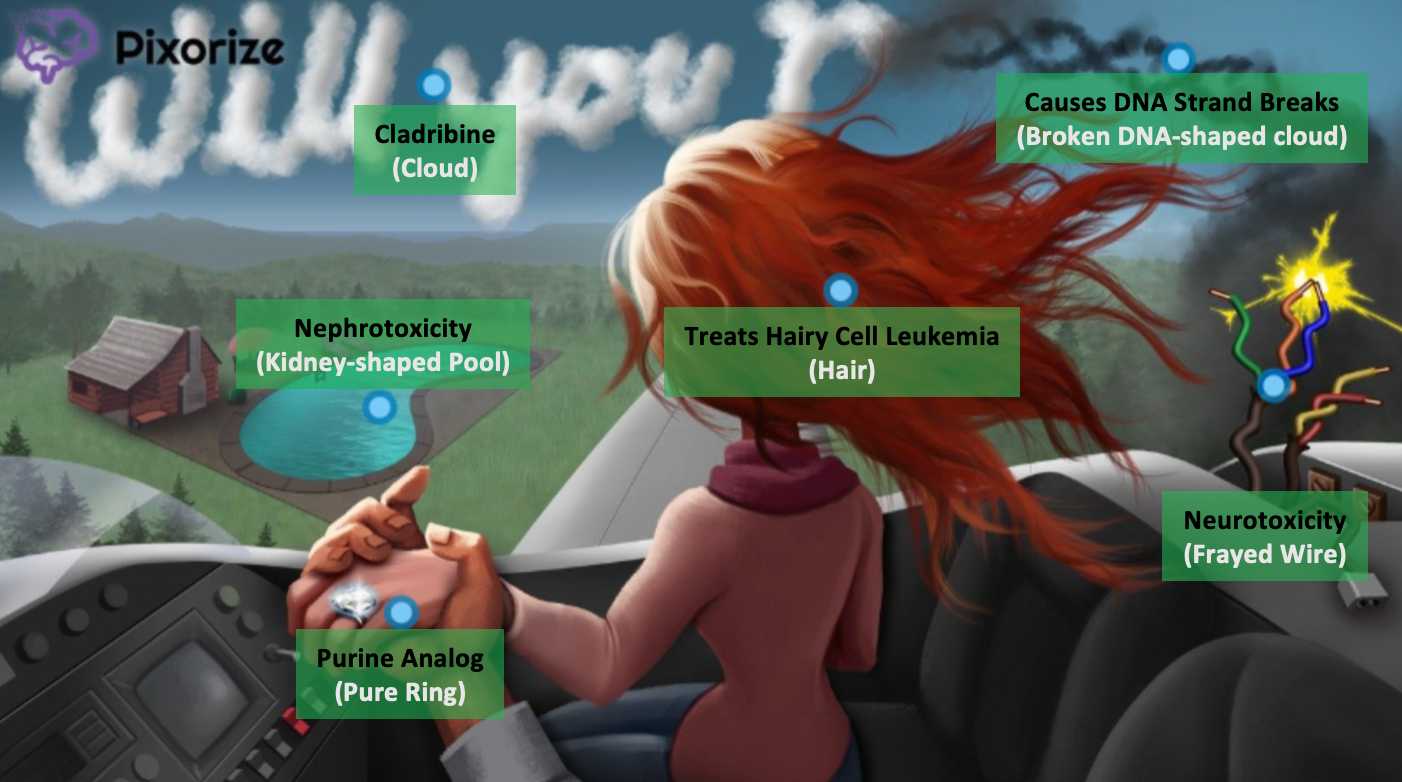 Pixorize
Will you
Cladribine
(Cloud)
Causes DNA Strand Breaks
(Broken DNA-shaped cloud)
Nephrotoxicity
(Kidney-shaped Pool)
Treats Hairy Cell Leukemia
(Hair)
Neurotoxicity
(Frayed Wire)
Purine Analog
(Pure Ring)